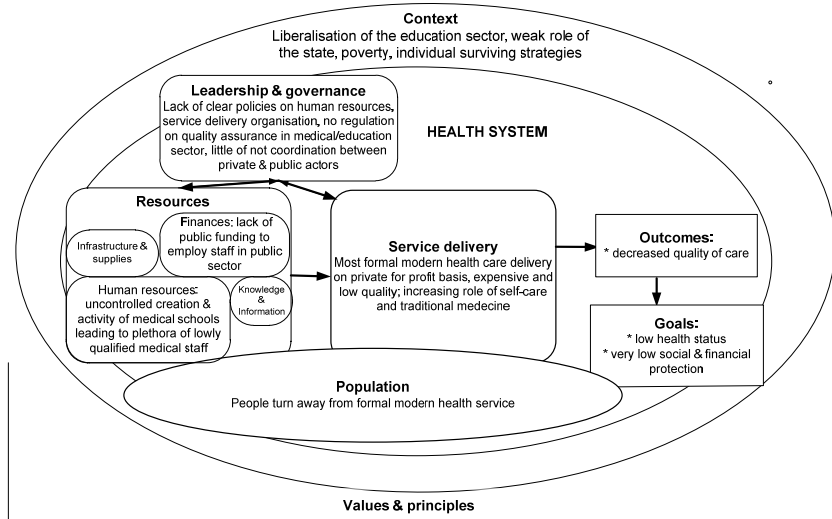 Context
Liberalisation of the education sector, weak role of
the state, poverty, individual surviving strategies
Leadership & governance
Lack of clear policies on human resources,
service delivery organisation, no regulation
on quality assurance in medical/education
sector, little of not coordination between
private & public actors
HEALTH SYSTEM
Resources
Finances: lack of
public funding to
employ staff in public
sector
Infrastructure &
supplies
Human resources:
uncontrolled creation &
activity of medical schools
leading to plethora of lowly
qualified medical staff
Knowledge
&
Information
Service delivery
Most formal modern health care delivery
on private for profit basis, expensive and
low quality; increasing role of self-care
and traditional medecine
Outcomes:
* decreased quality of care
Goals:
* low health status
* very low social & financial
protection
Population
People turn away from formal modern health service
Values & principles